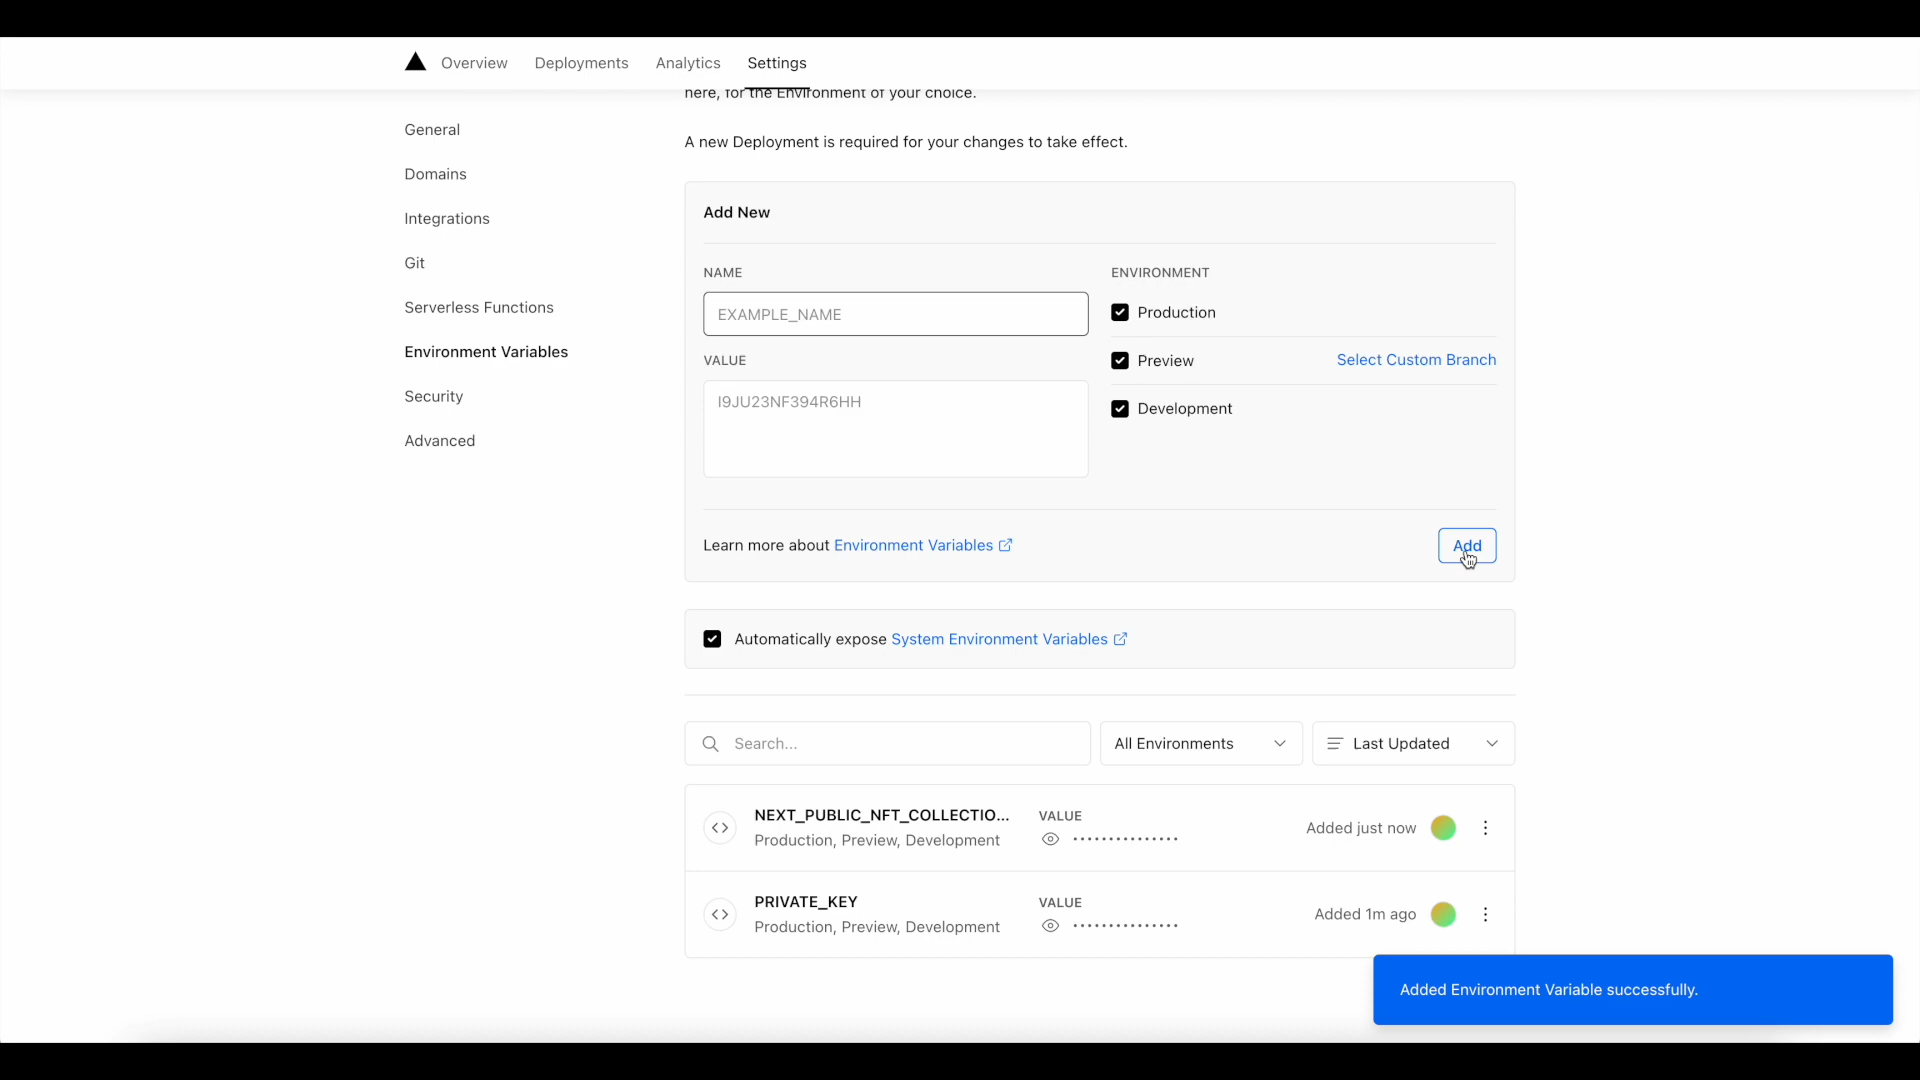 Overview Deployments Analytics Settings
here, for the Environment of your choice.
General
A new Deployment is required for your changes to take effect.
Domains
Integrations
Git
Serverless Functions
Environment Variables
Security
Advanced
Add New
NAME
EXAMPLE_NAME
VALUE
I9JU23NF394R6HH
ENVIRONMENT
Production
Preview Select Custom Branch
Development
Learn more about Environment Variables
Add
Automatically expose System Environment Variables
Search...
All Environments
Last Updated
NEXT_PUBLIC_NFT_COLLECTIO...
Production, Preview, Development
VALUE
•••••••••••••••
Added just now
PRIVATE_KEY
Production, Preview, Development
VALUE
•••••••••••••••
Added 1m ago
Added Environment Variable successfully.